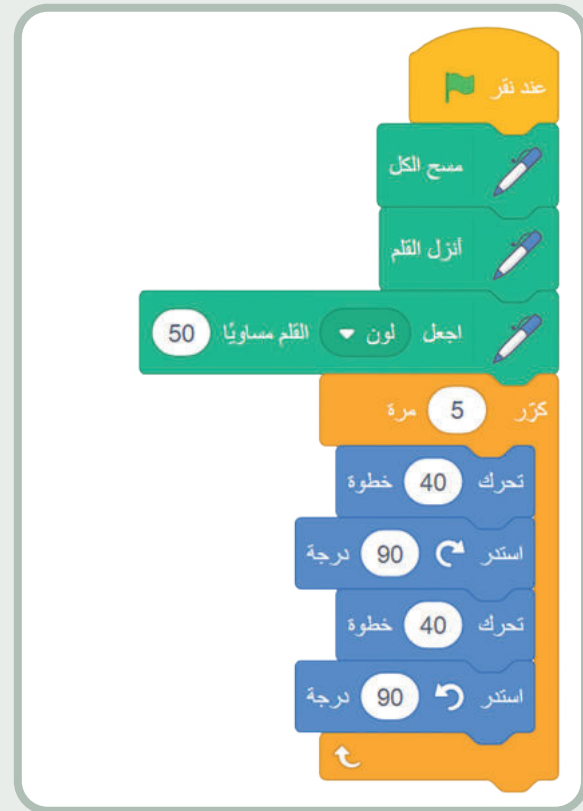 عند نقر
مسح الكل
أنزل القلم
اجعل لون القلم مساويًا 50
كرّر 5 مرة
تحرك 40 خطوة
استدر 90 درجة
تحرك 40 خطوة
استدر 90 درجة